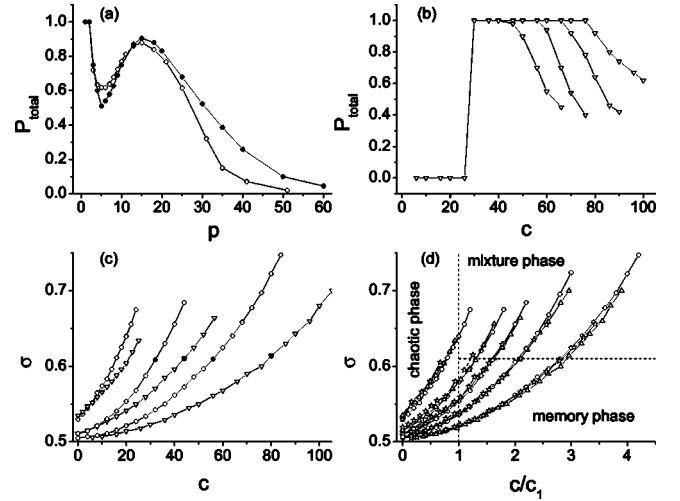 (a)
P_total
1.0
0.8
0.6
0.4
0.2
0.0
0 10 20 30 40 50 60
p
(b)
P_total
1.0
0.8
0.6
0.4
0.2
0.0
0 20 40 60 80 100
c
(c)
σ
0.7
0.6
0.5
0 20 40 60 80 100
c
(d)
mixture phase
chaotic phase
memory phase
σ
0.7
0.6
0.5
0 1 2 3 4
c/c₁